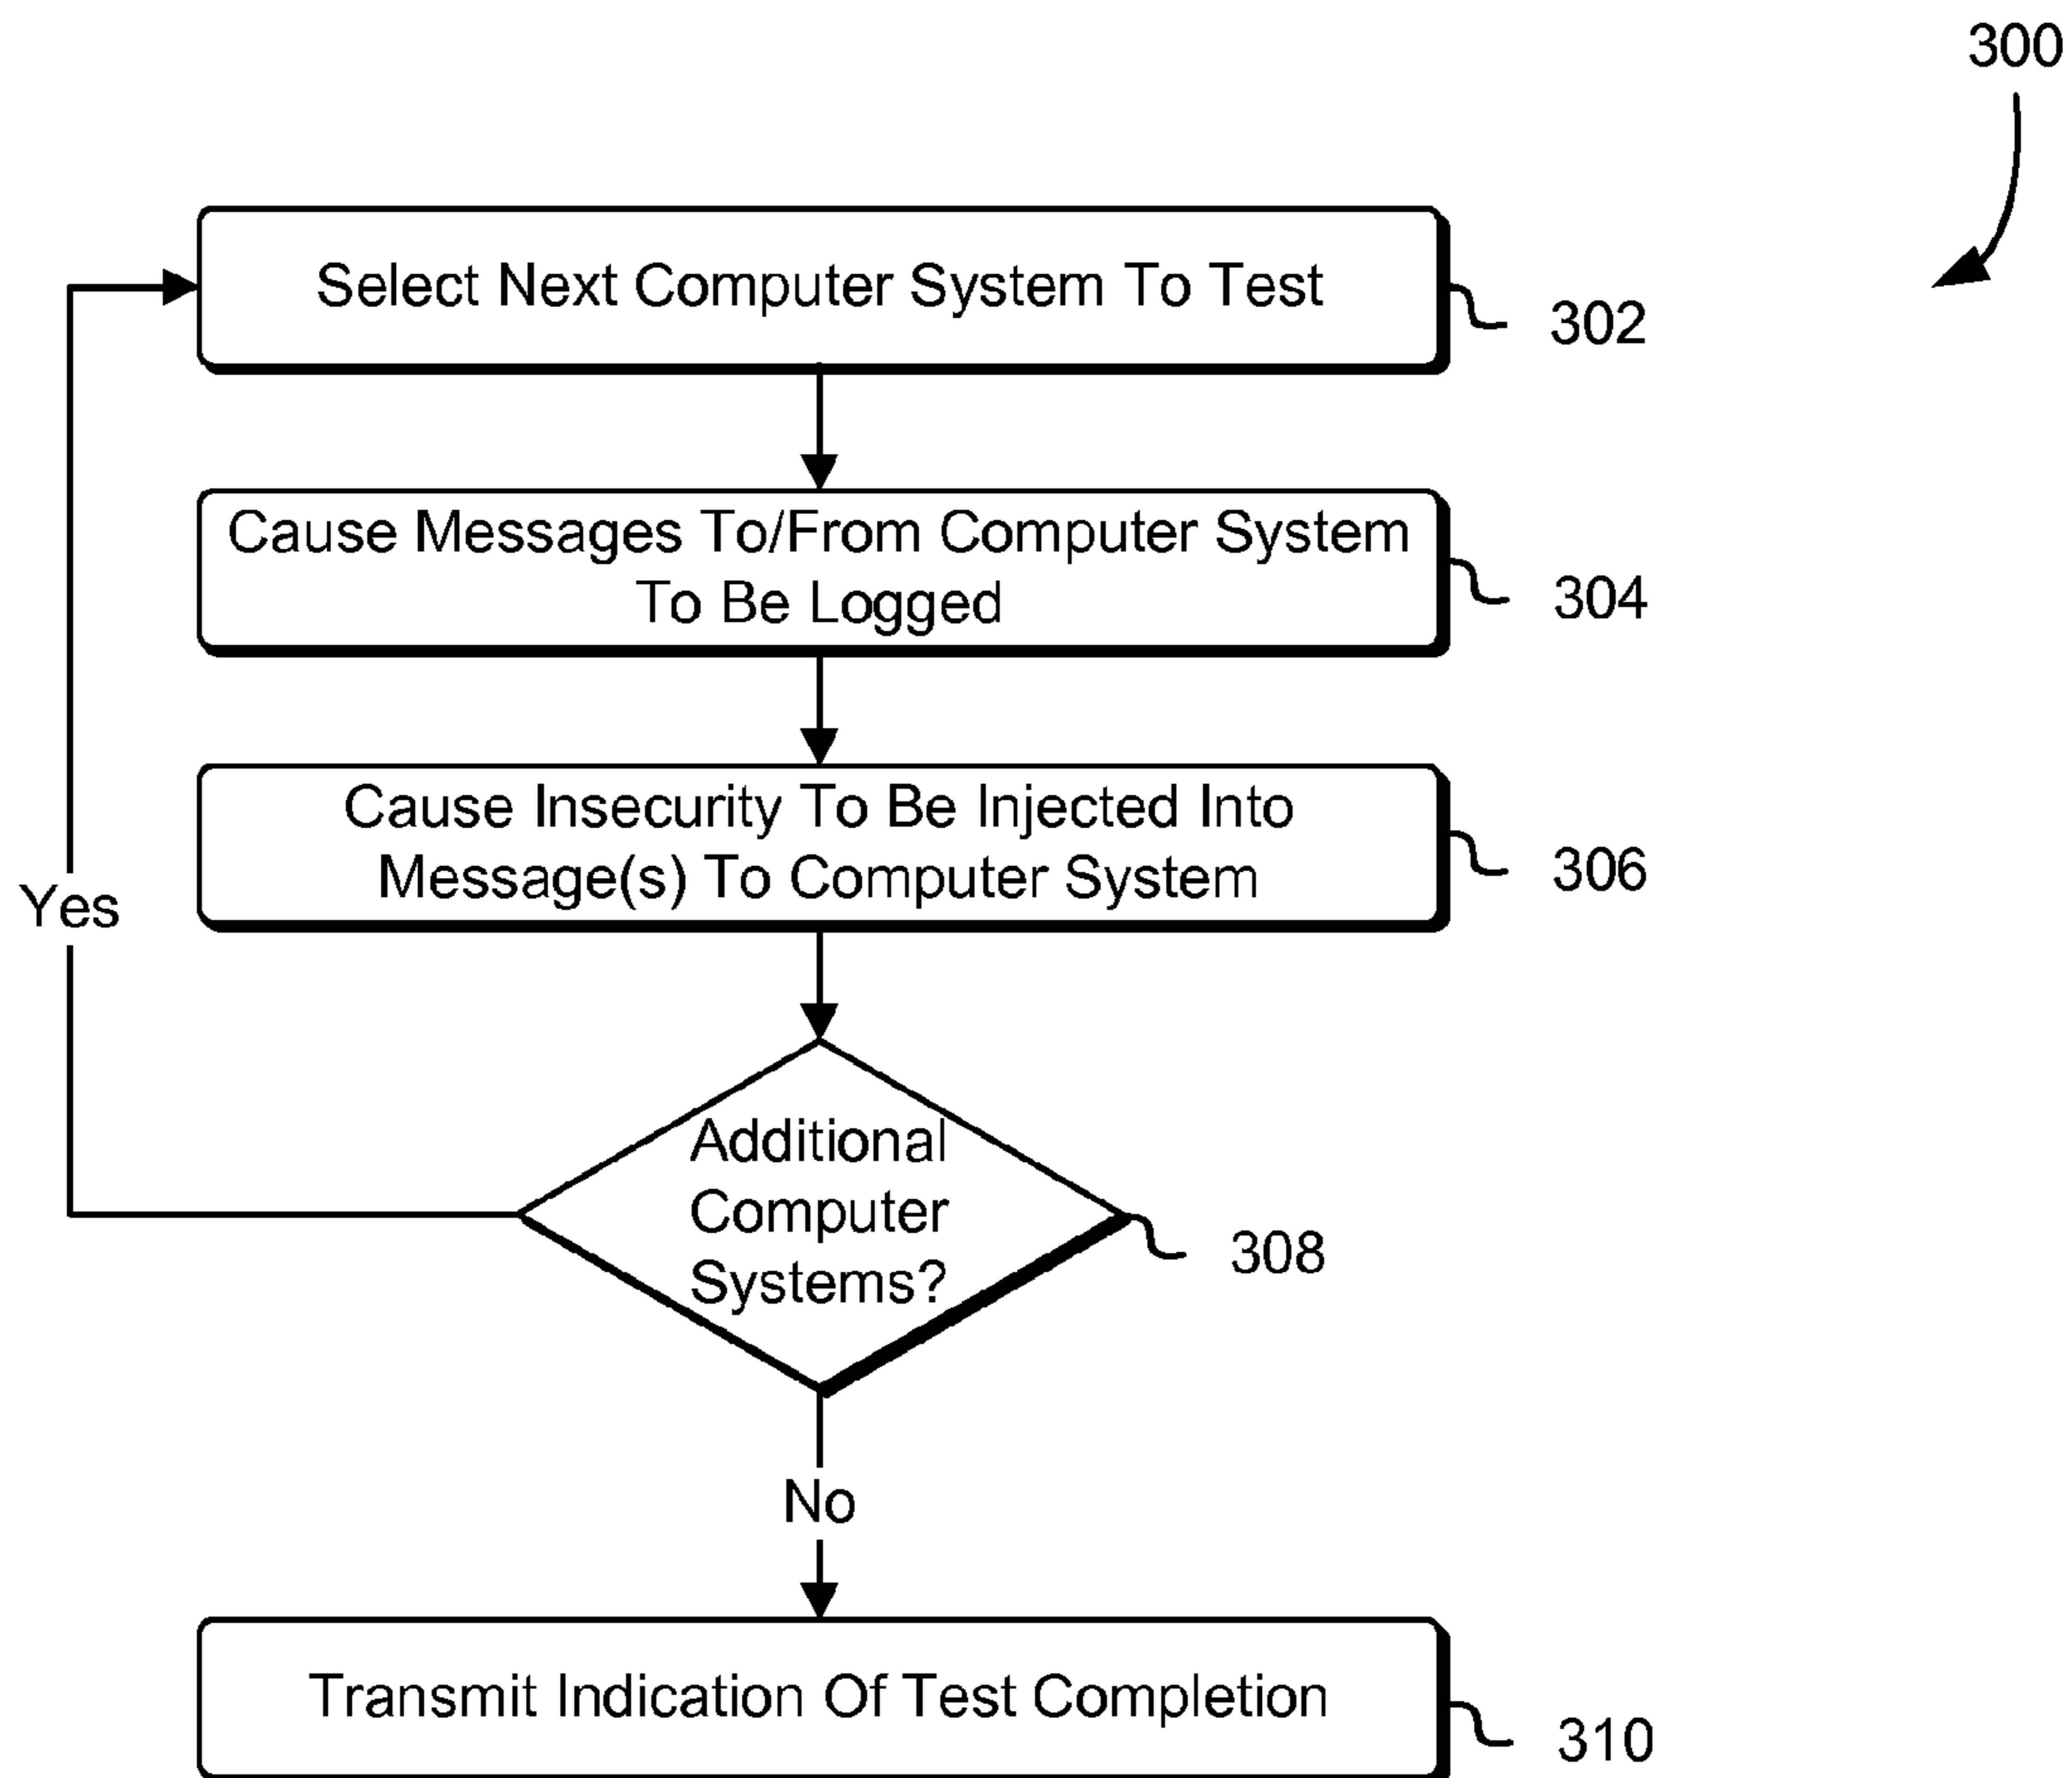 300
Select Next Computer System To Test
302
Cause Messages To/From Computer System
To Be Logged
304
Cause Insecurity To Be Injected Into
Message(s) To Computer System
306
Yes
Additional
Computer
Systems?
308
No
Transmit Indication Of Test Completion
310